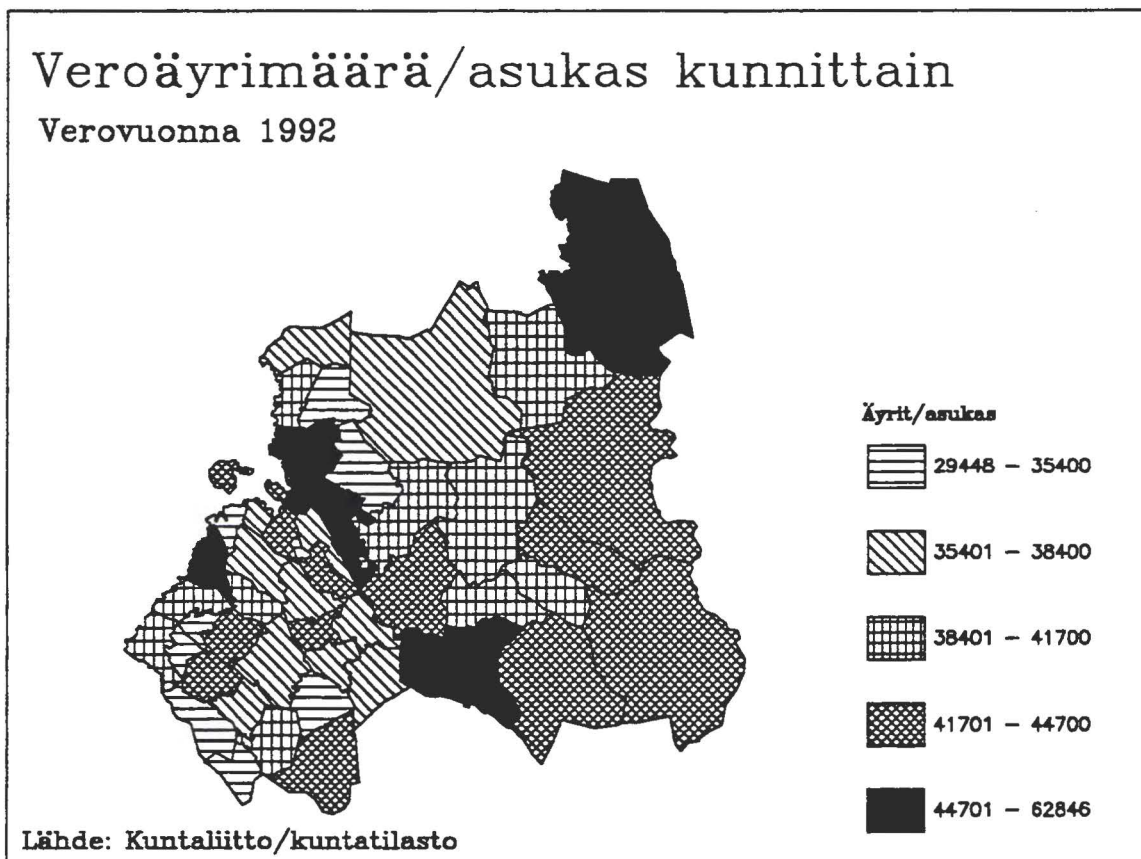 Veroäyrimäärä/asukas kunnittain
Verovuonna 1992
Äyrit/asukas
29448 - 35400
35401 - 38400
38401 - 41700
41701 - 44700
44701 - 62846
Lähde: Kuntaliitto/kuntatilasto